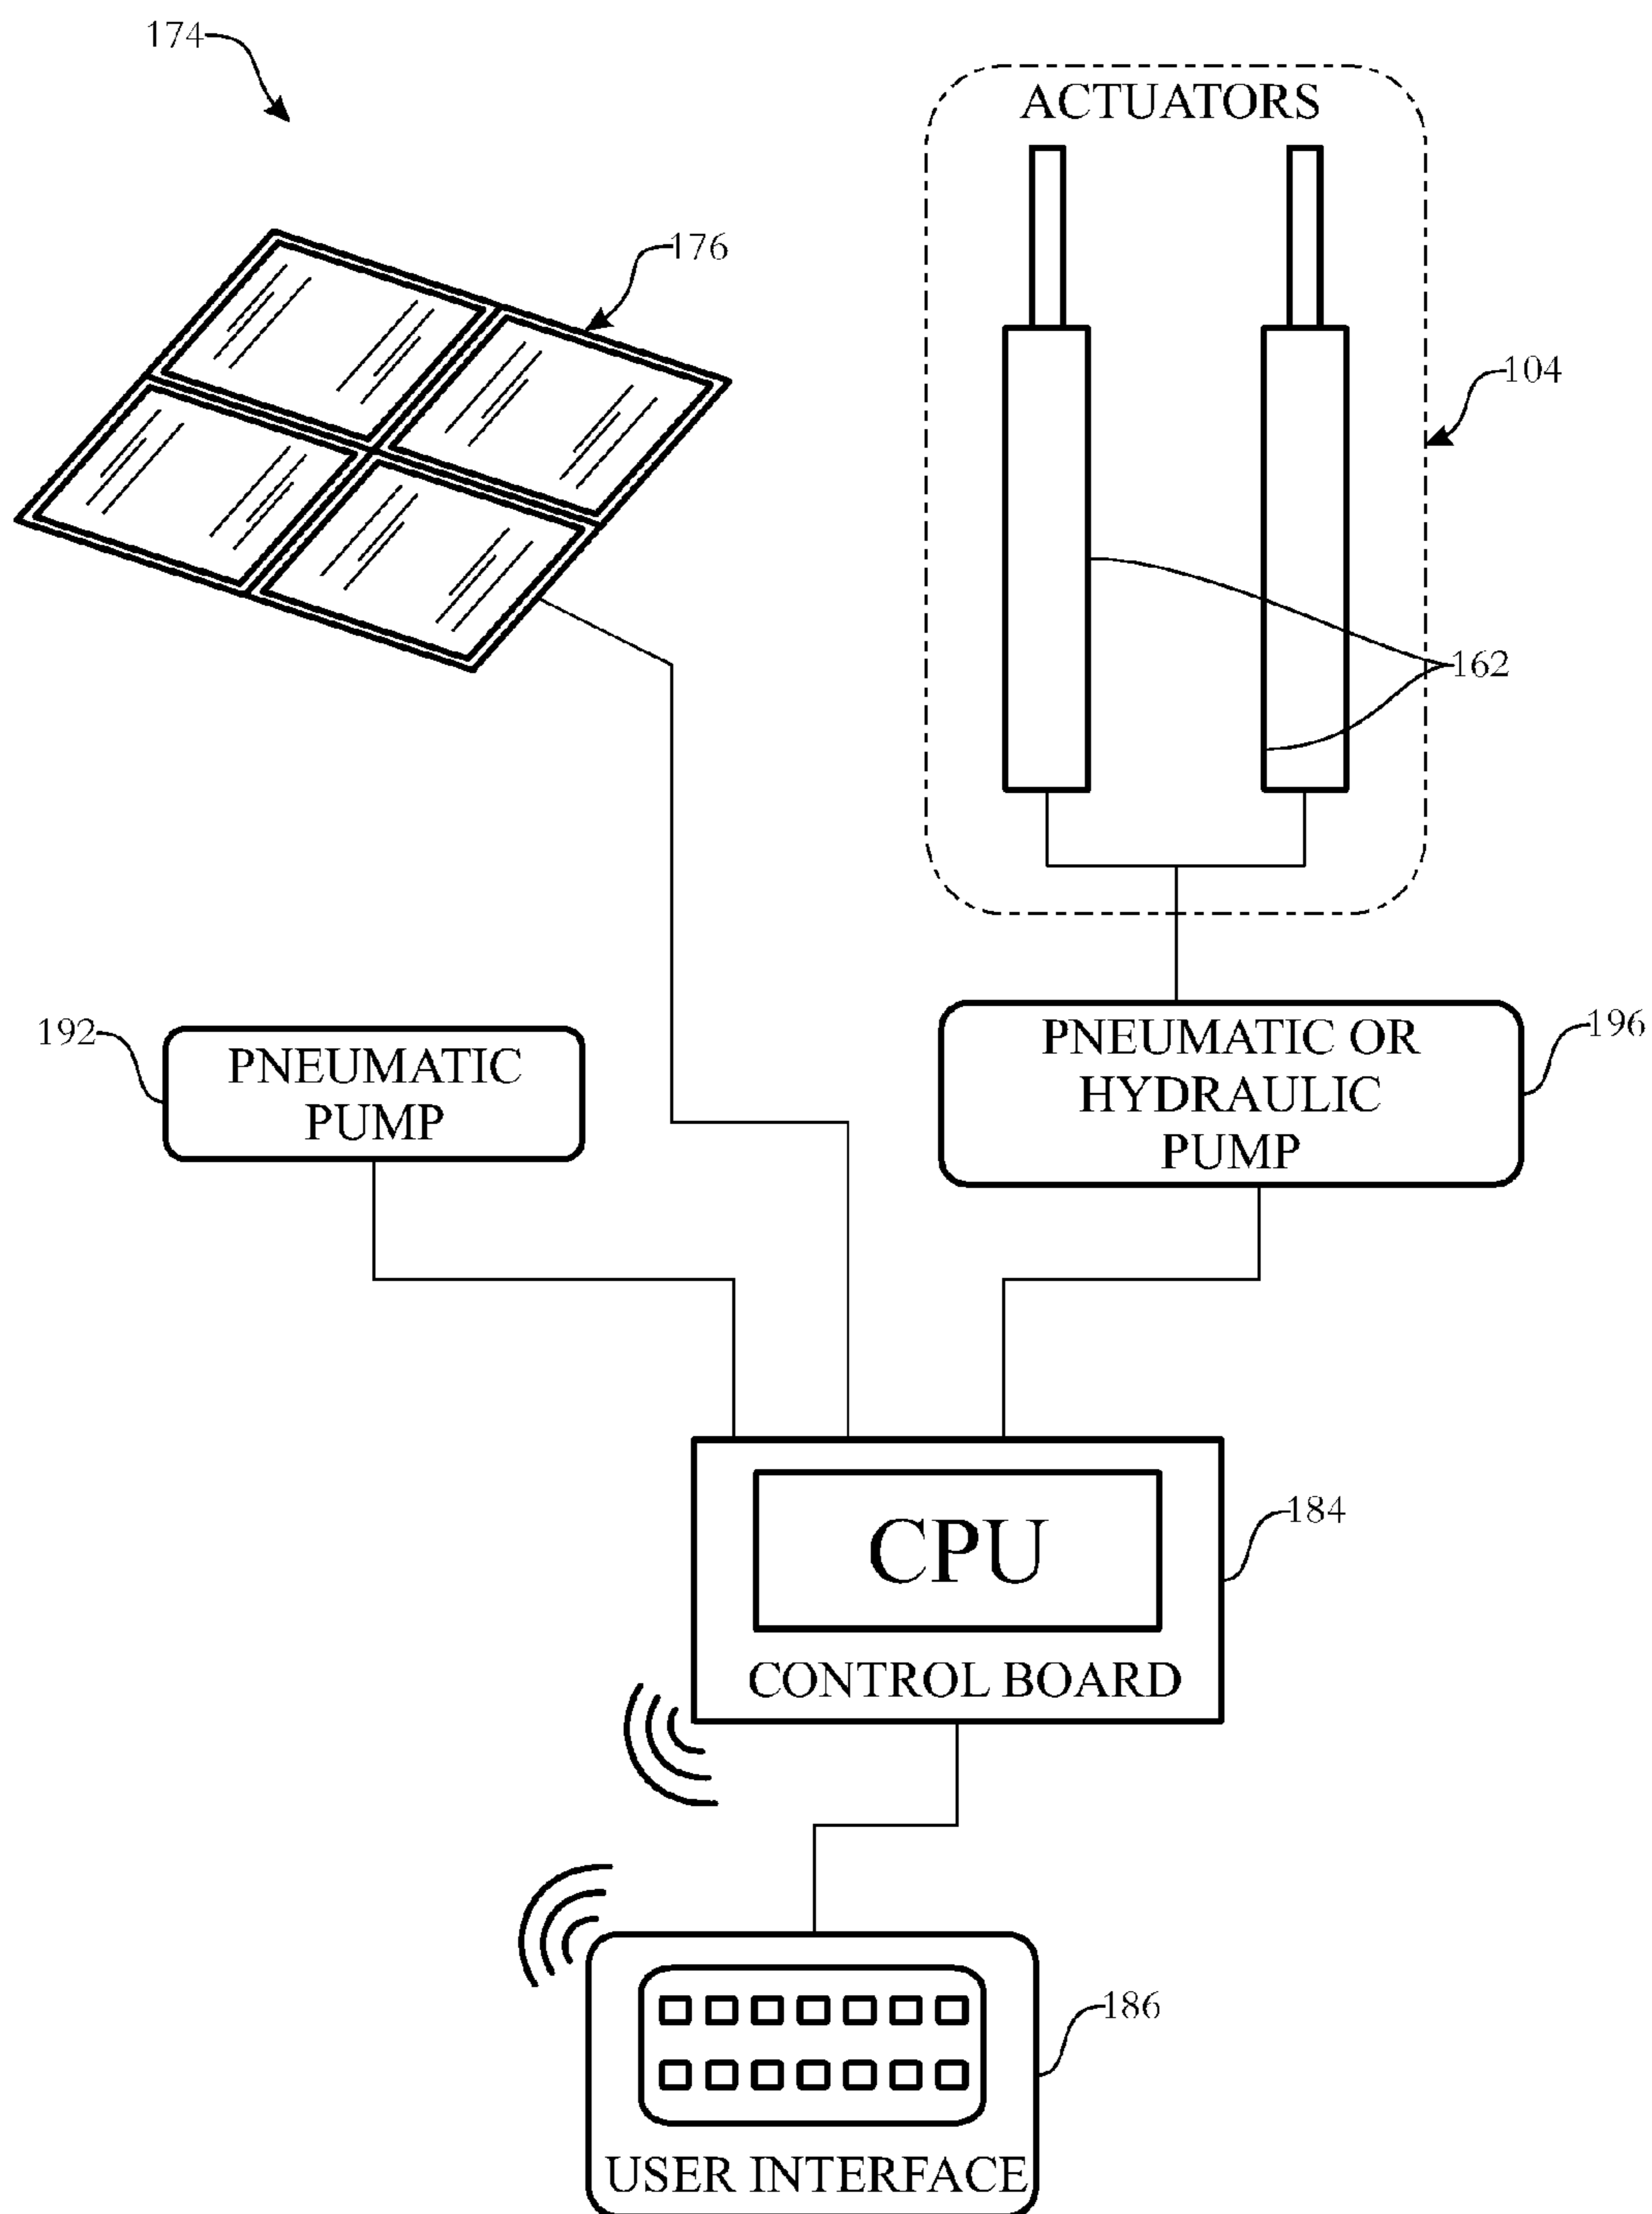 174
ACTUATORS
176
104
162
192
PNEUMATIC
PUMP
PNEUMATIC OR
HYDRAULIC
PUMP
196
CPU
CONTROL BOARD
184
186
USER INTERFACE